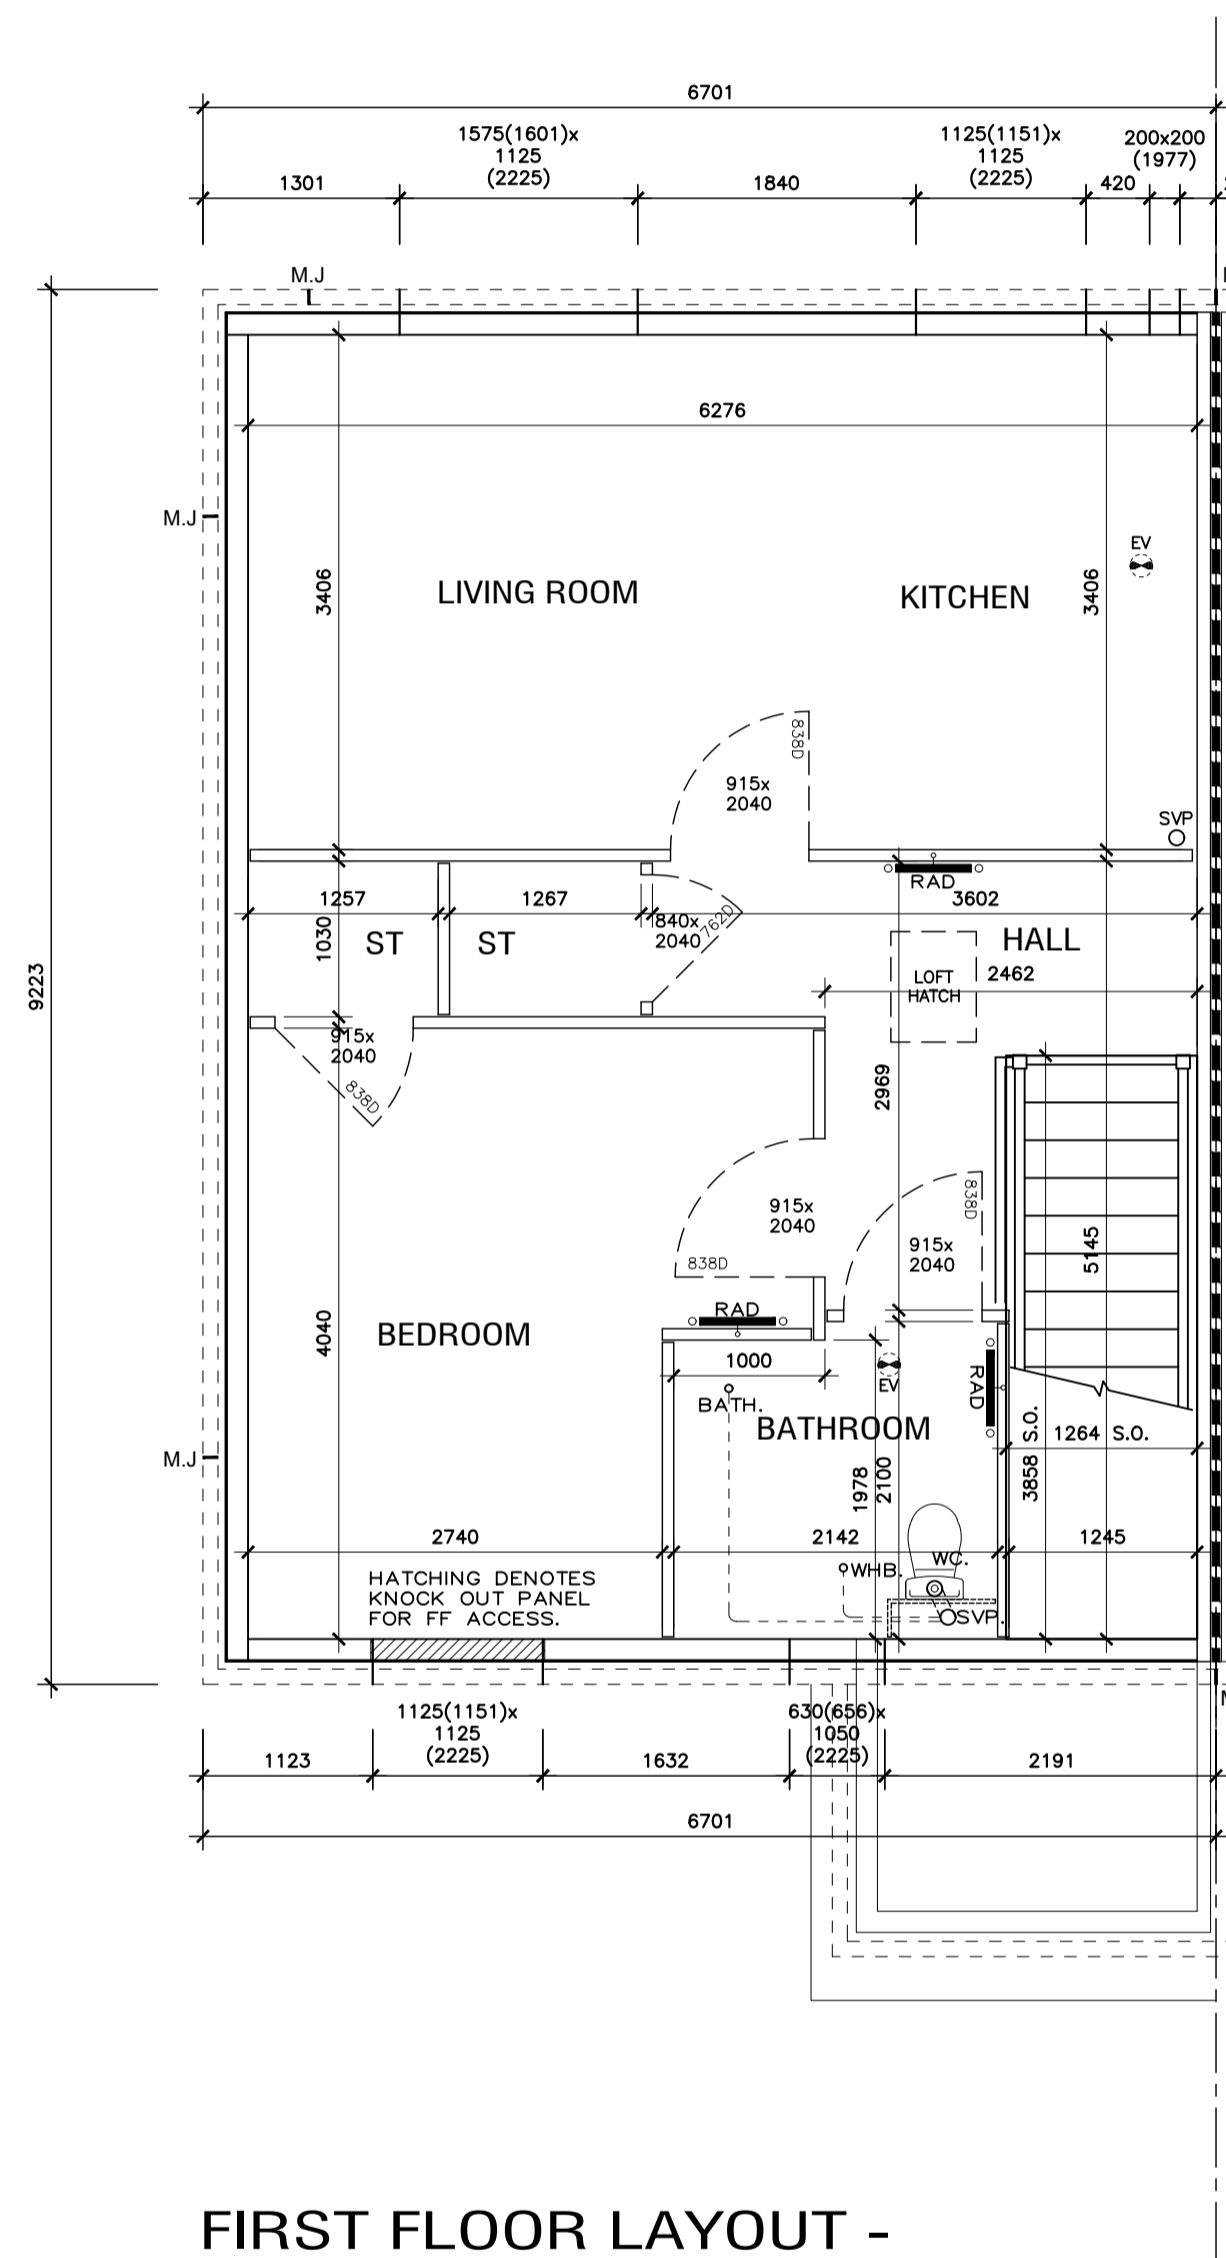 6701
1575(1601)x
1125
(2225)
1125(1151)x
1125
(2225)
200x200
(1977)
1301
1840
420
M.J
6276
M.J
EV
3406
LIVING ROOM
KITCHEN
3406
838D
915x
2040
SVP
RAD
1257
1267
3602
840x
2040
762D
1030
ST
ST
HALL
LOFT
HATCH
2462
9223
915x
2040
838D
2969
915x
2040
838D
838D
915x
2040
5145
RAD
4040
BEDROOM
1000
EV
RAD
BATH.
BATHROOM
3858 S.O.
1264 S.O.
M.J
1978
2100
2740
2142
1245
HATCHING DENOTES
KNOCK OUT PANEL
FOR FF ACCESS.
WHB.
WC.
SVP.
1125(1151)x
1125
(2225)
630(656)x
1050
(2225)
1123
1632
2191
6701
FIRST FLOOR LAYOUT -